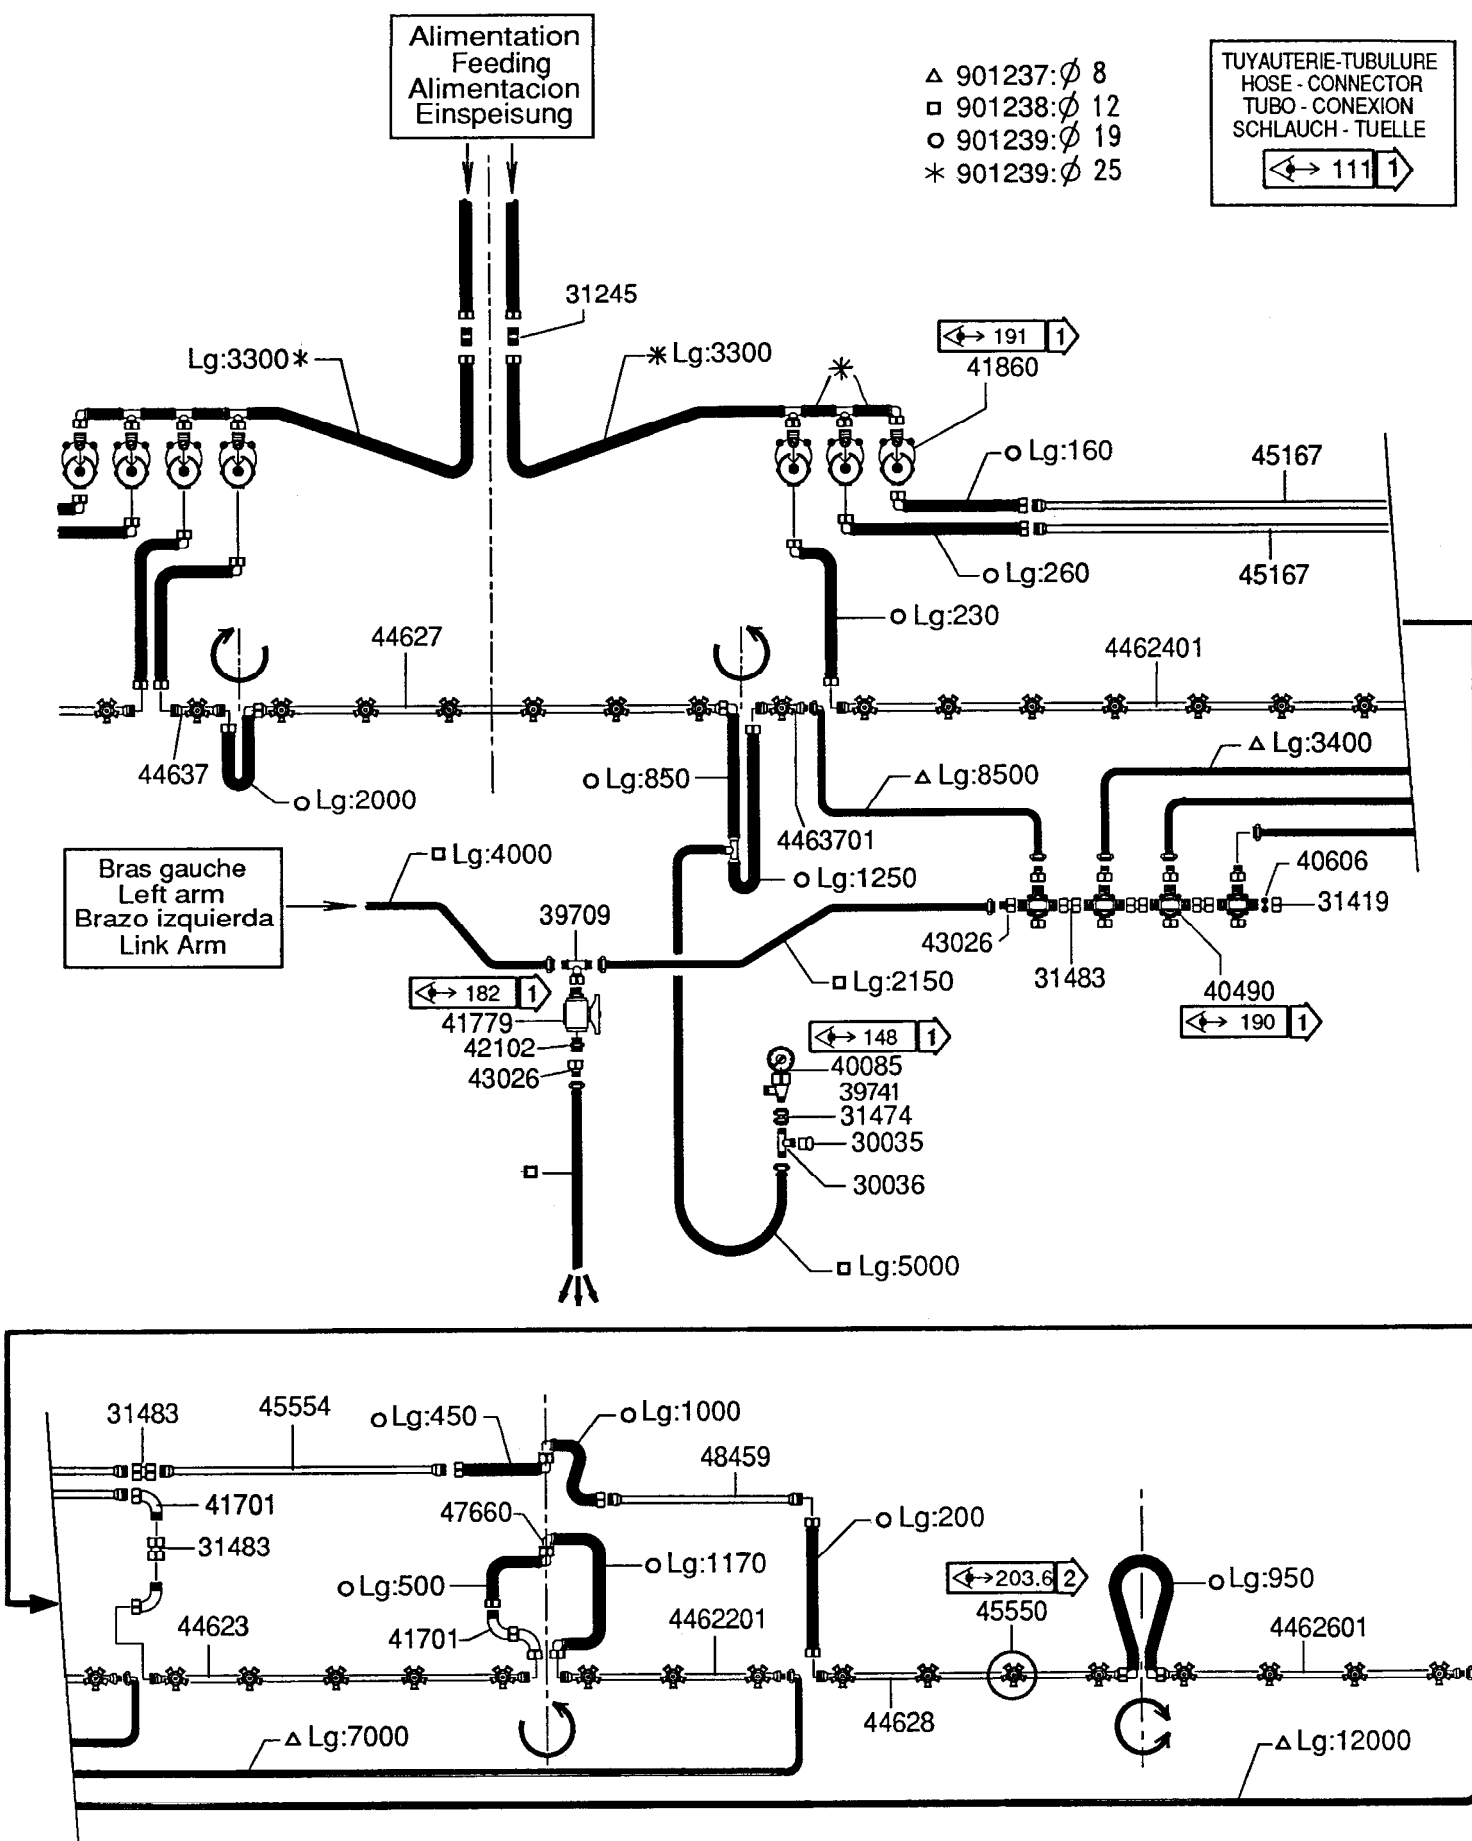 Alimentation
Feeding
Alimentacion
Einspeisung
△ 901237:∅ 8
□ 901238:∅ 12
○ 901239:∅ 19
* 901239:∅ 25
TUYAUTERIE-TUBULURE
HOSE - CONNECTOR
TUBO - CONEXION
SCHLAUCH - TUELLE
111 1
31245
Lg:3300 *
* Lg:3300
*
191 1
41860
○ Lg:160
45167
○ Lg:260
45167
○ Lg:230
44627
4462401
44637
○ Lg:2000
○ Lg:850
△ Lg:8500
△ Lg:3400
4463701
Bras gauche
Left arm
Brazo izquierda
Link Arm
□ Lg:4000
○ Lg:1250
40606
31419
39709
43026
31483
□ Lg:2150
40490
190 1
182 1
41779
42102
43026
148 1
40085
39741
31474
30035
30036
□
□ Lg:5000
31483
45554
○ Lg:450
○ Lg:1000
48459
41701
47660
○ Lg:200
31483
○ Lg:500
○ Lg:1170
203.6 2
45550
○ Lg:950
44623
41701
4462201
4462601
44628
△ Lg:7000
△ Lg:12000